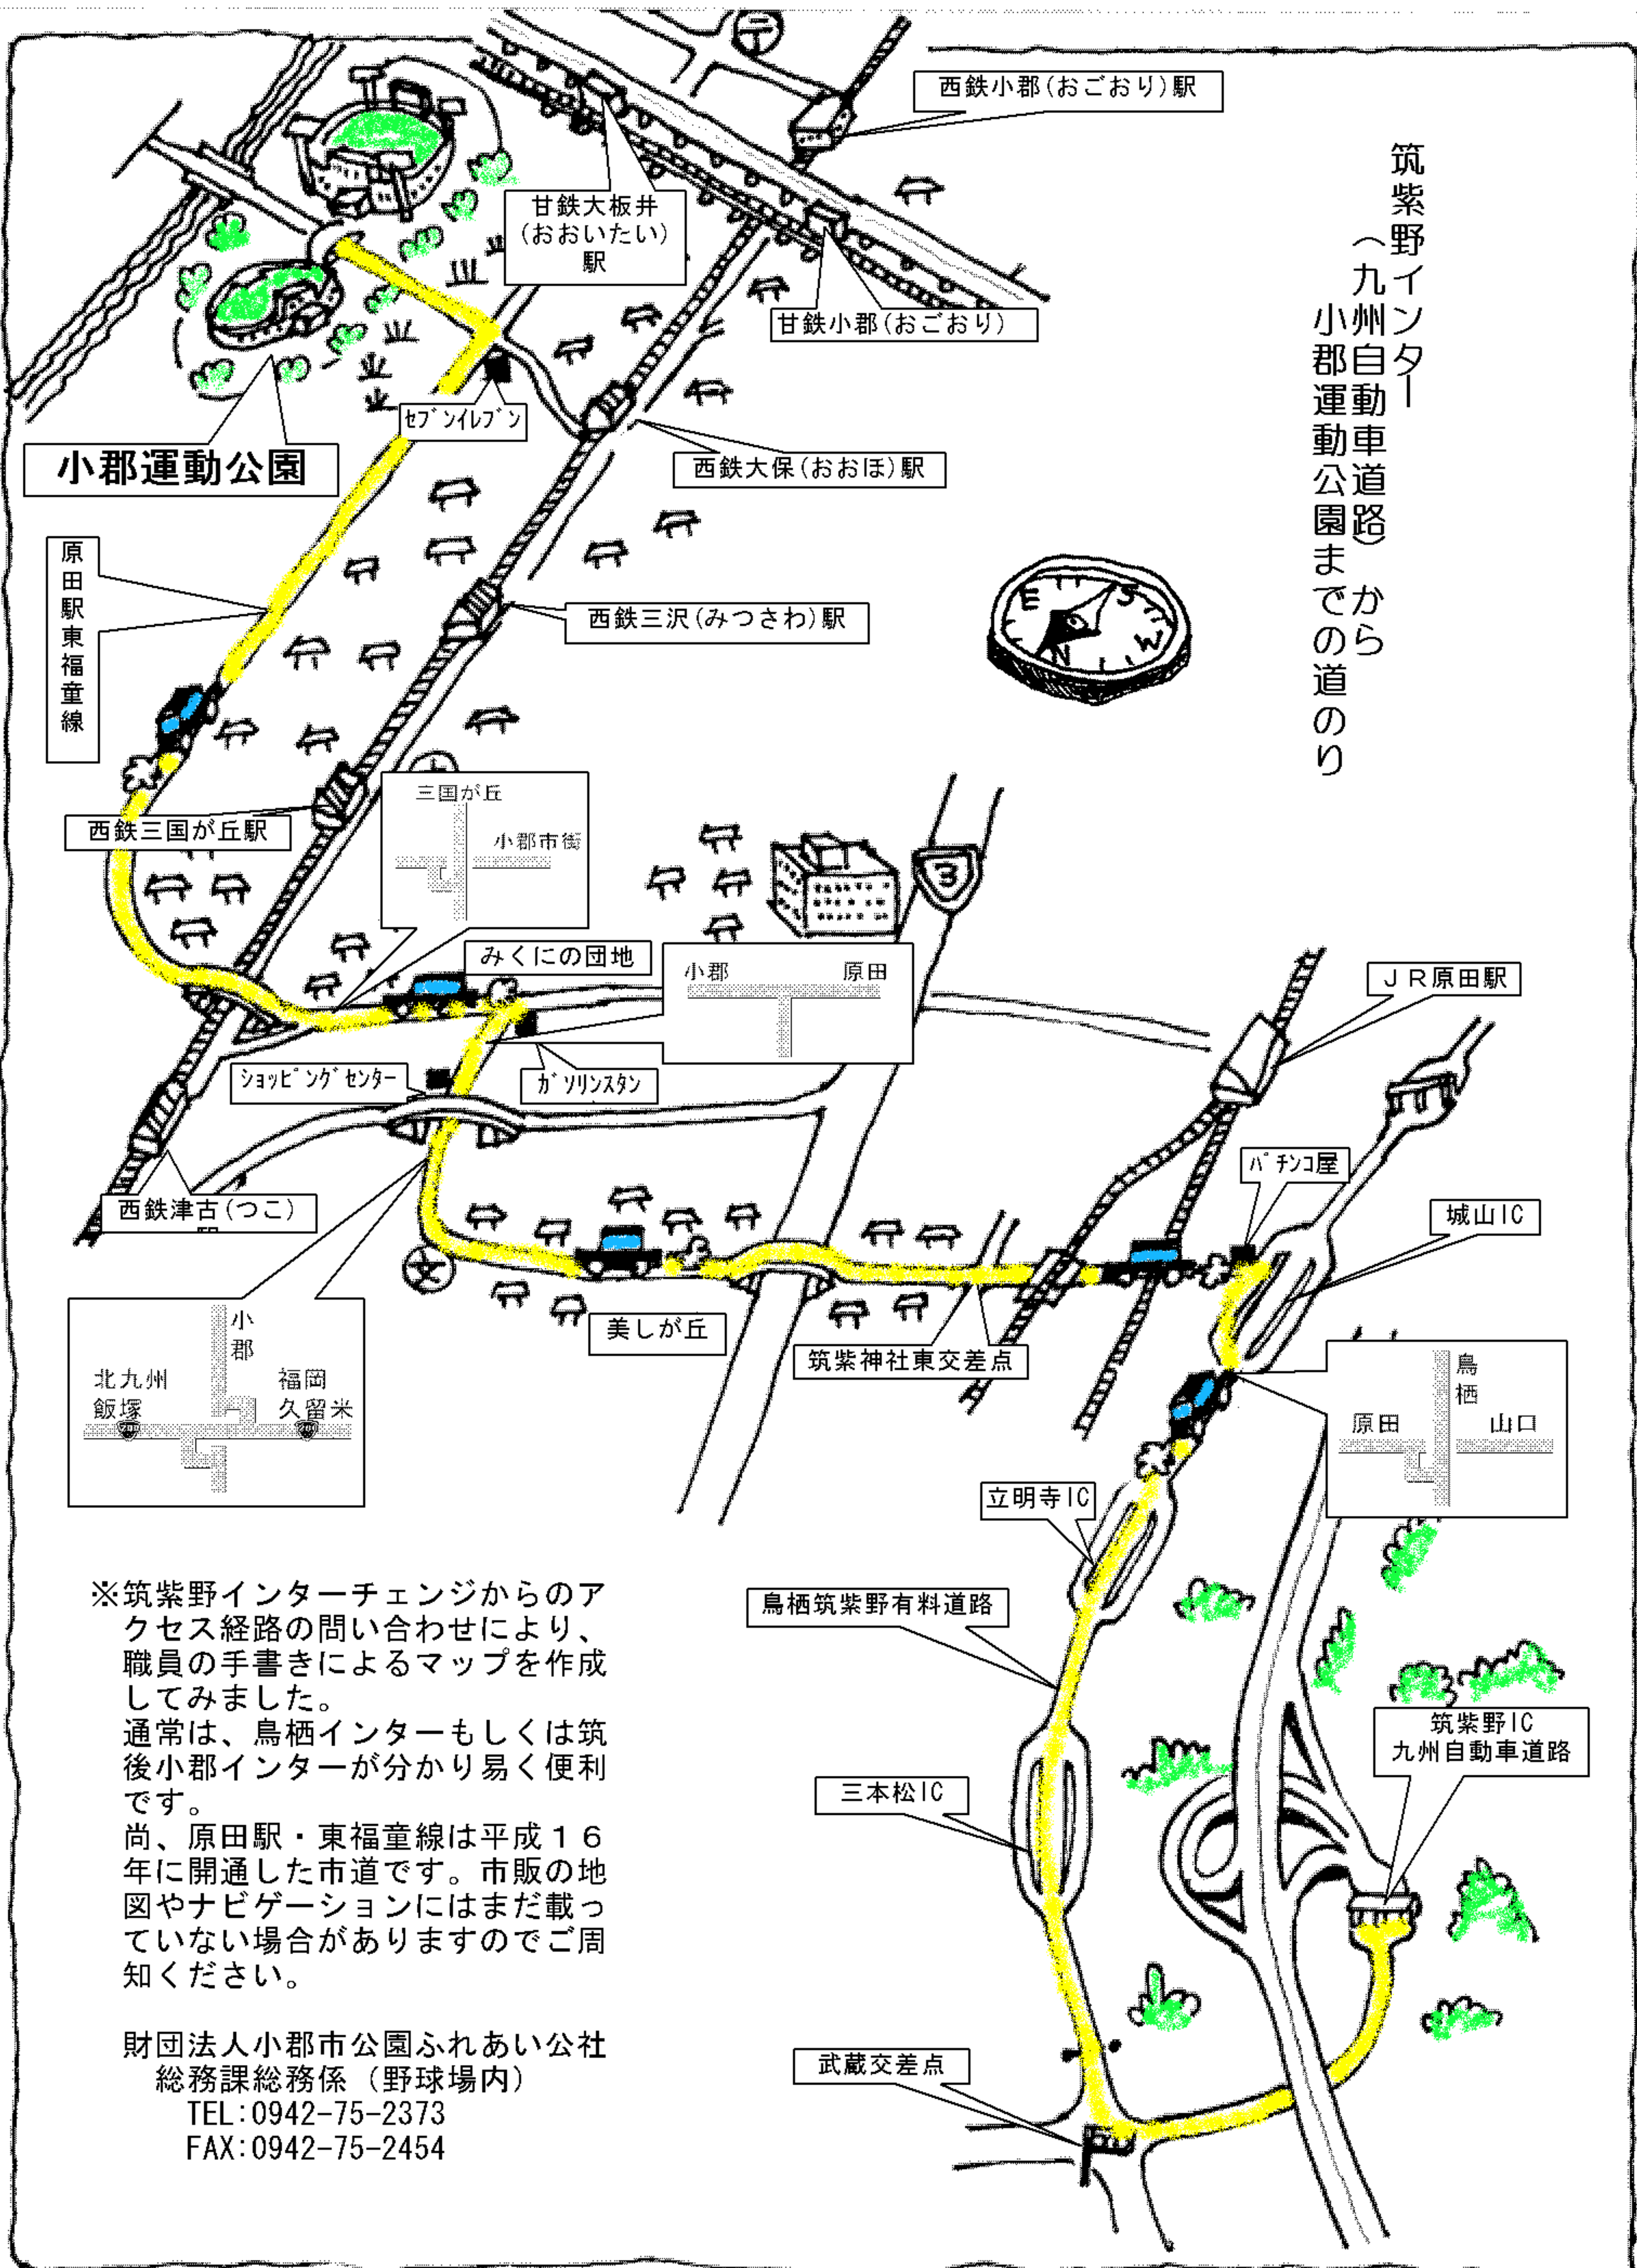 筑紫野インター
（九州自動車道路）から
小郡運動公園までの道のり
西鉄小郡(おごおり)駅
甘鉄大板井
(おおいたい)
駅
甘鉄小郡(おごおり)
ｾﾌﾞﾝｲﾚﾌﾞﾝ
小郡運動公園
西鉄大保(おおほ)駅
原田駅東福童線
西鉄三沢(みつさわ)駅
E
S
W
N
西鉄三国が丘駅
三国が丘
小郡市街
3
みくにの団地
小郡
原田
ＪＲ原田駅
ｼｮｯﾋﾟﾝｸﾞｾﾝﾀｰ
ｶﾞｿﾘﾝｽﾀﾝ
パチンコ屋
西鉄津古(つこ)
城山IC
文
美しが丘
筑紫神社東交差点
小郡
北九州
飯塚
福岡
久留米
鳥栖
原田
山口
立明寺IC
鳥栖筑紫野有料道路
筑紫野IC
九州自動車道路
三本松IC
武蔵交差点
※筑紫野インターチェンジからのア
クセス経路の問い合わせにより、
職員の手書きによるマップを作成
してみました。
通常は、鳥栖インターもしくは筑
後小郡インターが分かり易く便利
です。
尚、原田駅・東福童線は平成１６
年に開通した市道です。市販の地
図やナビゲーションにはまだ載っ
ていない場合がありますのでご周
知ください。
財団法人小郡市公園ふれあい公社
総務課総務係（野球場内）
TEL:0942-75-2373
FAX:0942-75-2454